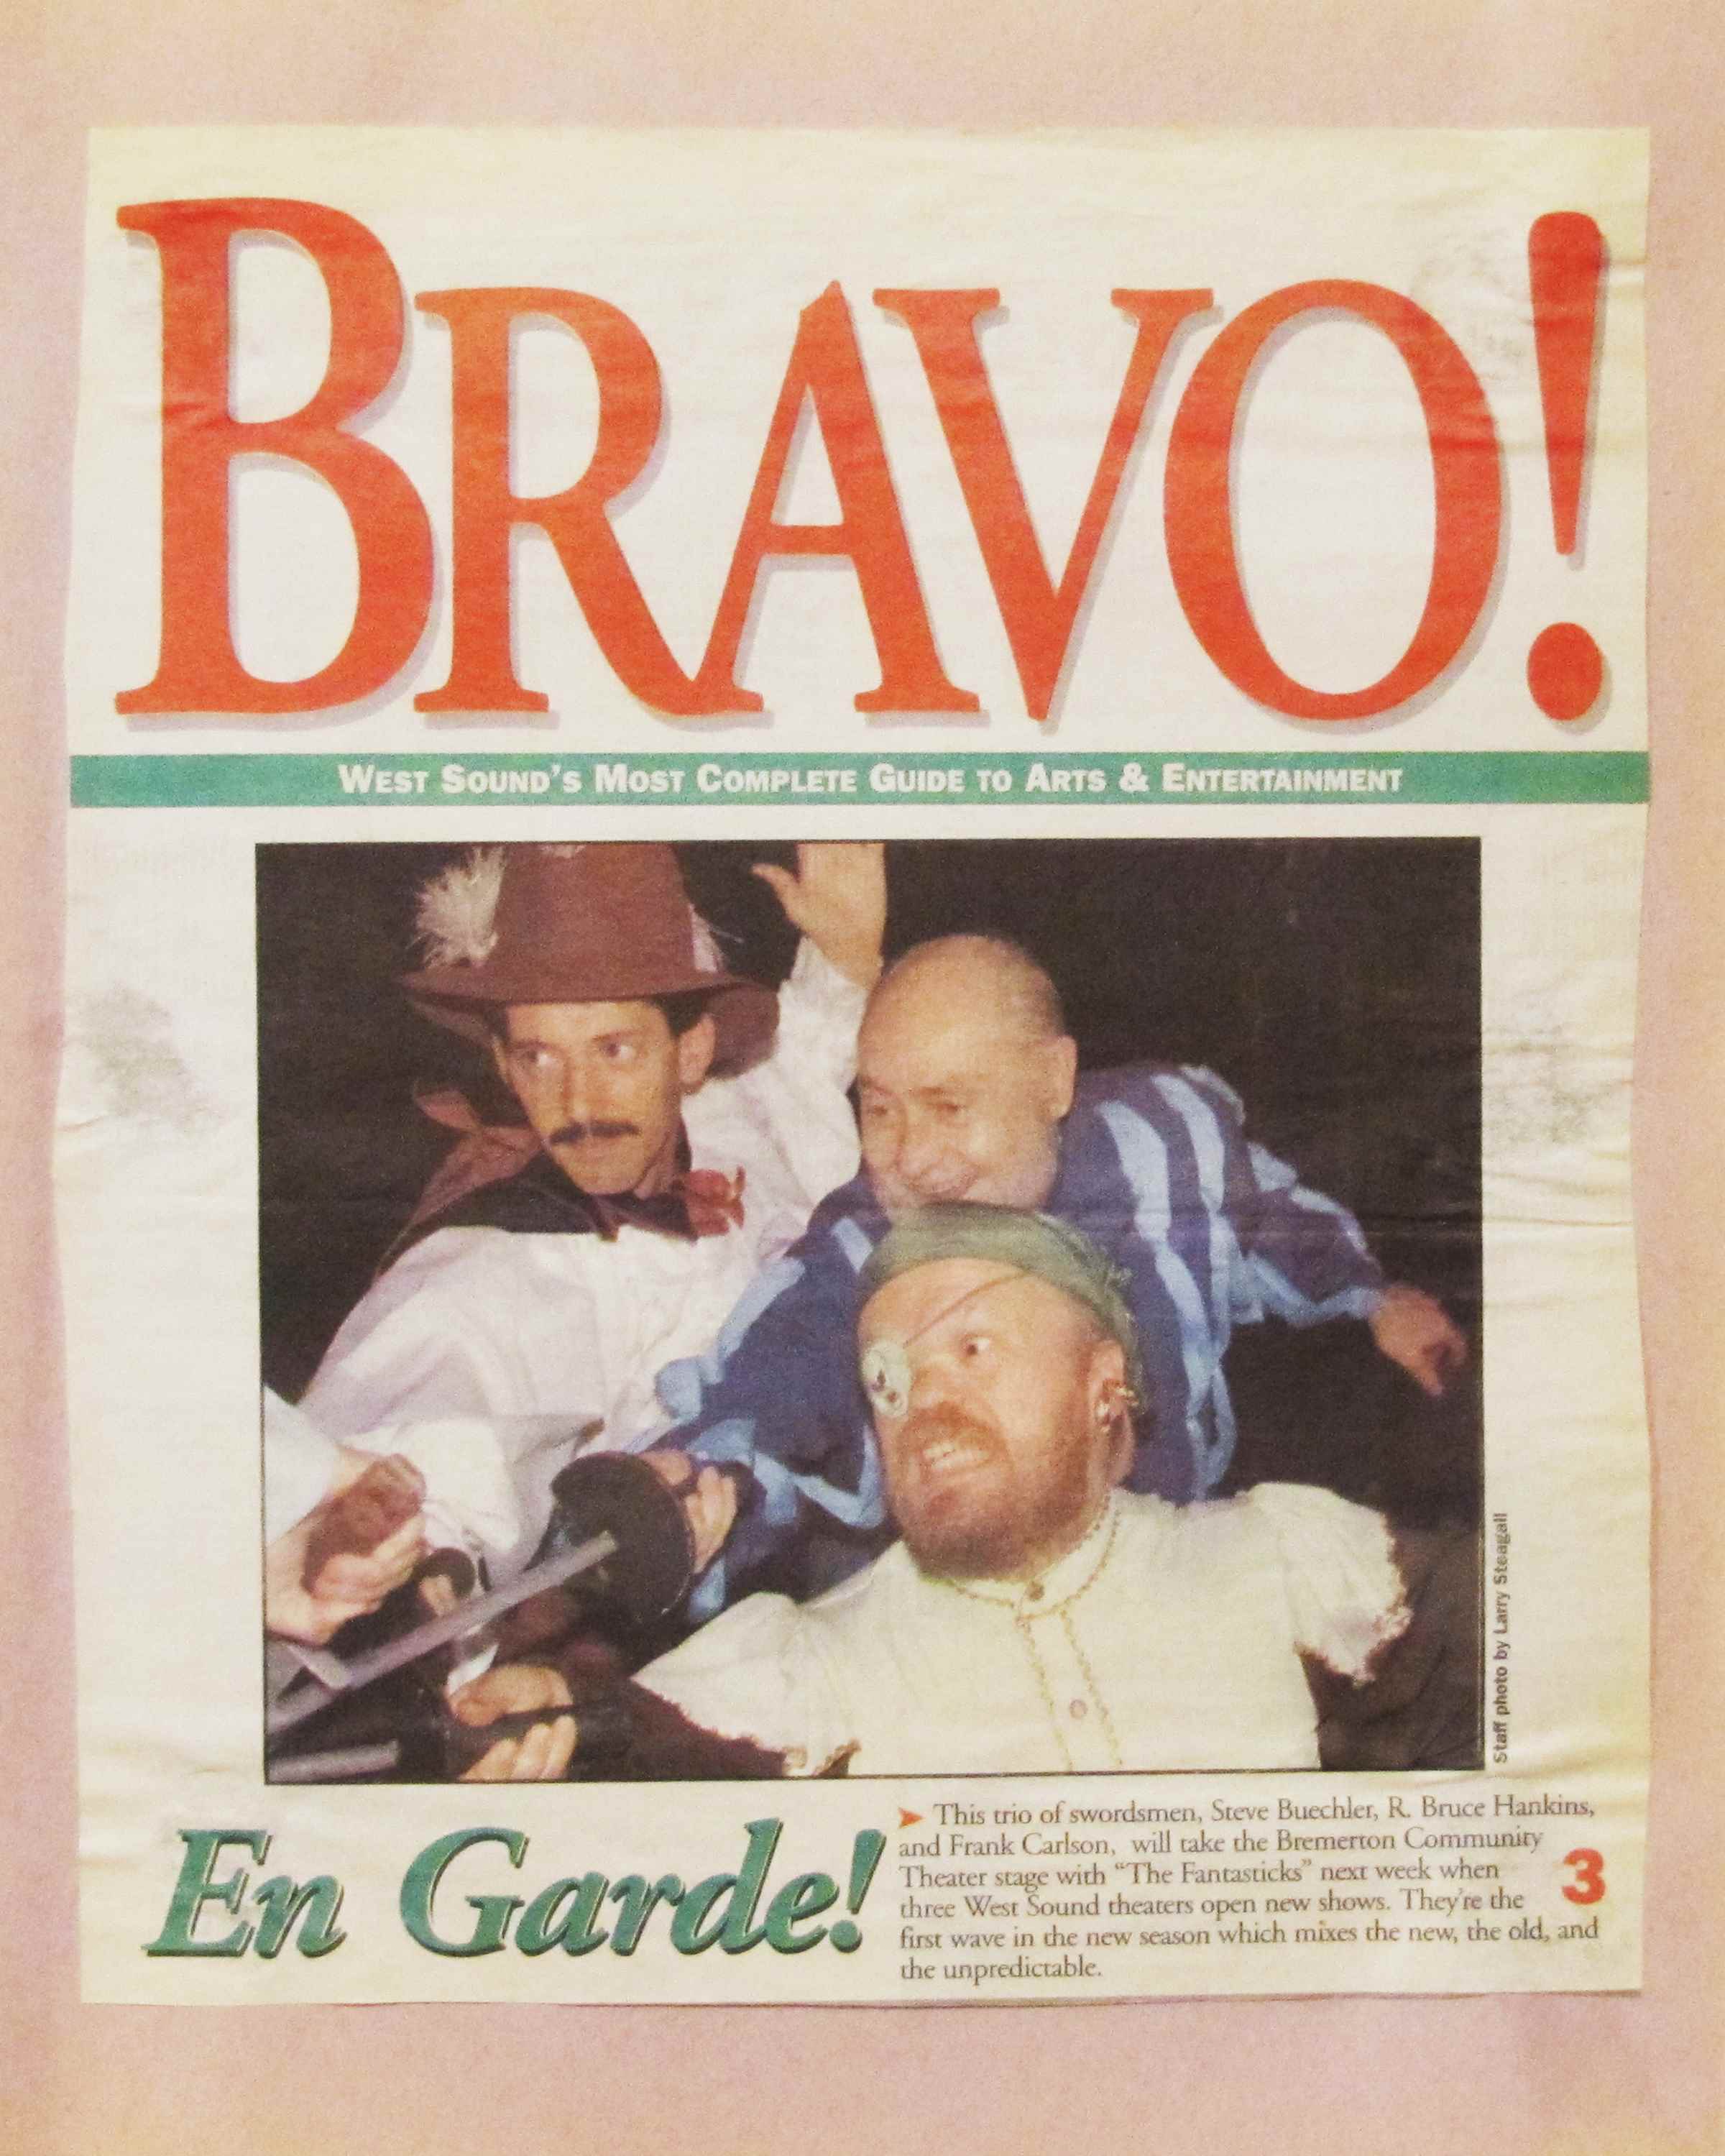 BRAVO!
WEST SOUND'S MOST COMPLETE GUIDE TO ARTS & ENTERTAINMENT
Staff photo by Larry Steagall
En Garde!
➤ This trio of swordsmen, Steve Buechler, R. Bruce Hankins,
and Frank Carlson, will take the Bremerton Community
Theater stage with “The Fantasticks” next week when
three West Sound theaters open new shows. They're the
first wave in the new season which mixes the new, the old, and
the unpredictable.
3